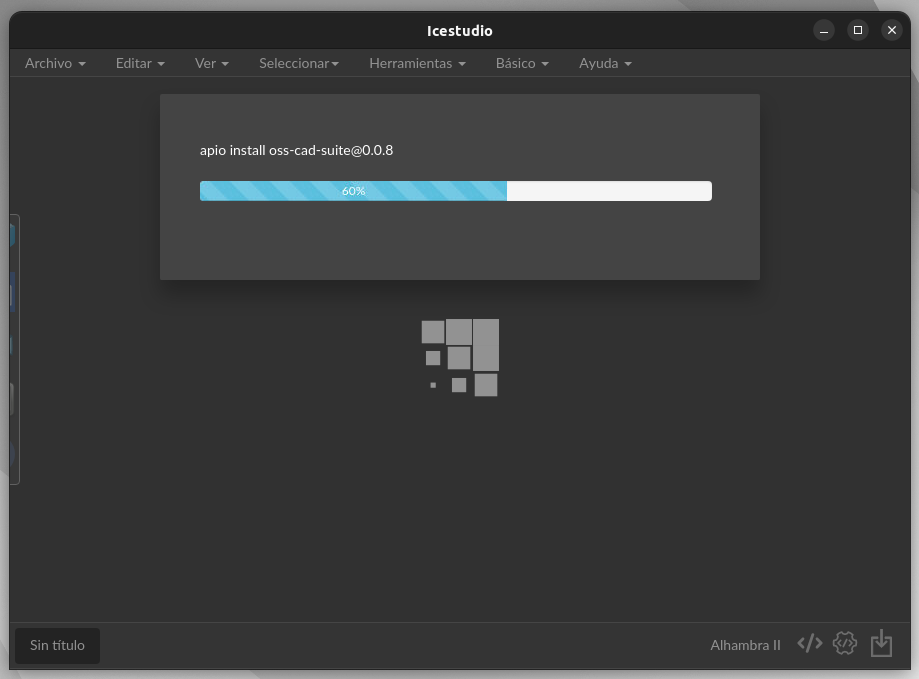 Icestudio
Archivo Editar Ver Seleccionar Herramientas Básico Ayuda
apio install oss-cad-suite@0.0.8
60%
Sin título
Alhambra II